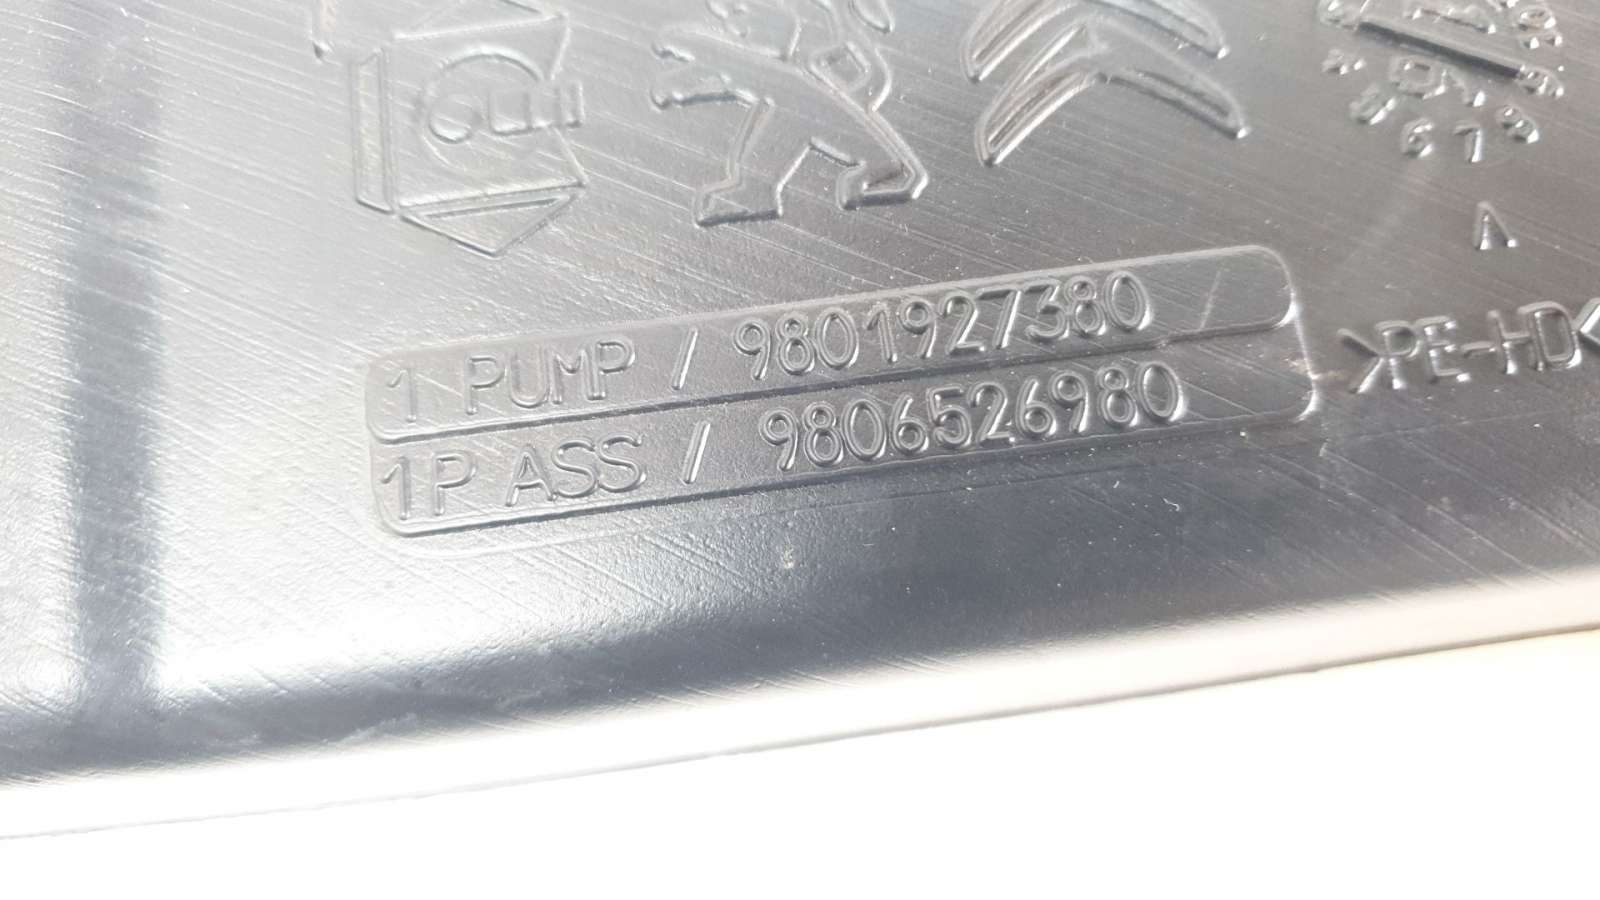 1 PUMP / 9801927380
1P ASS / 9806526980
>PE-HD<